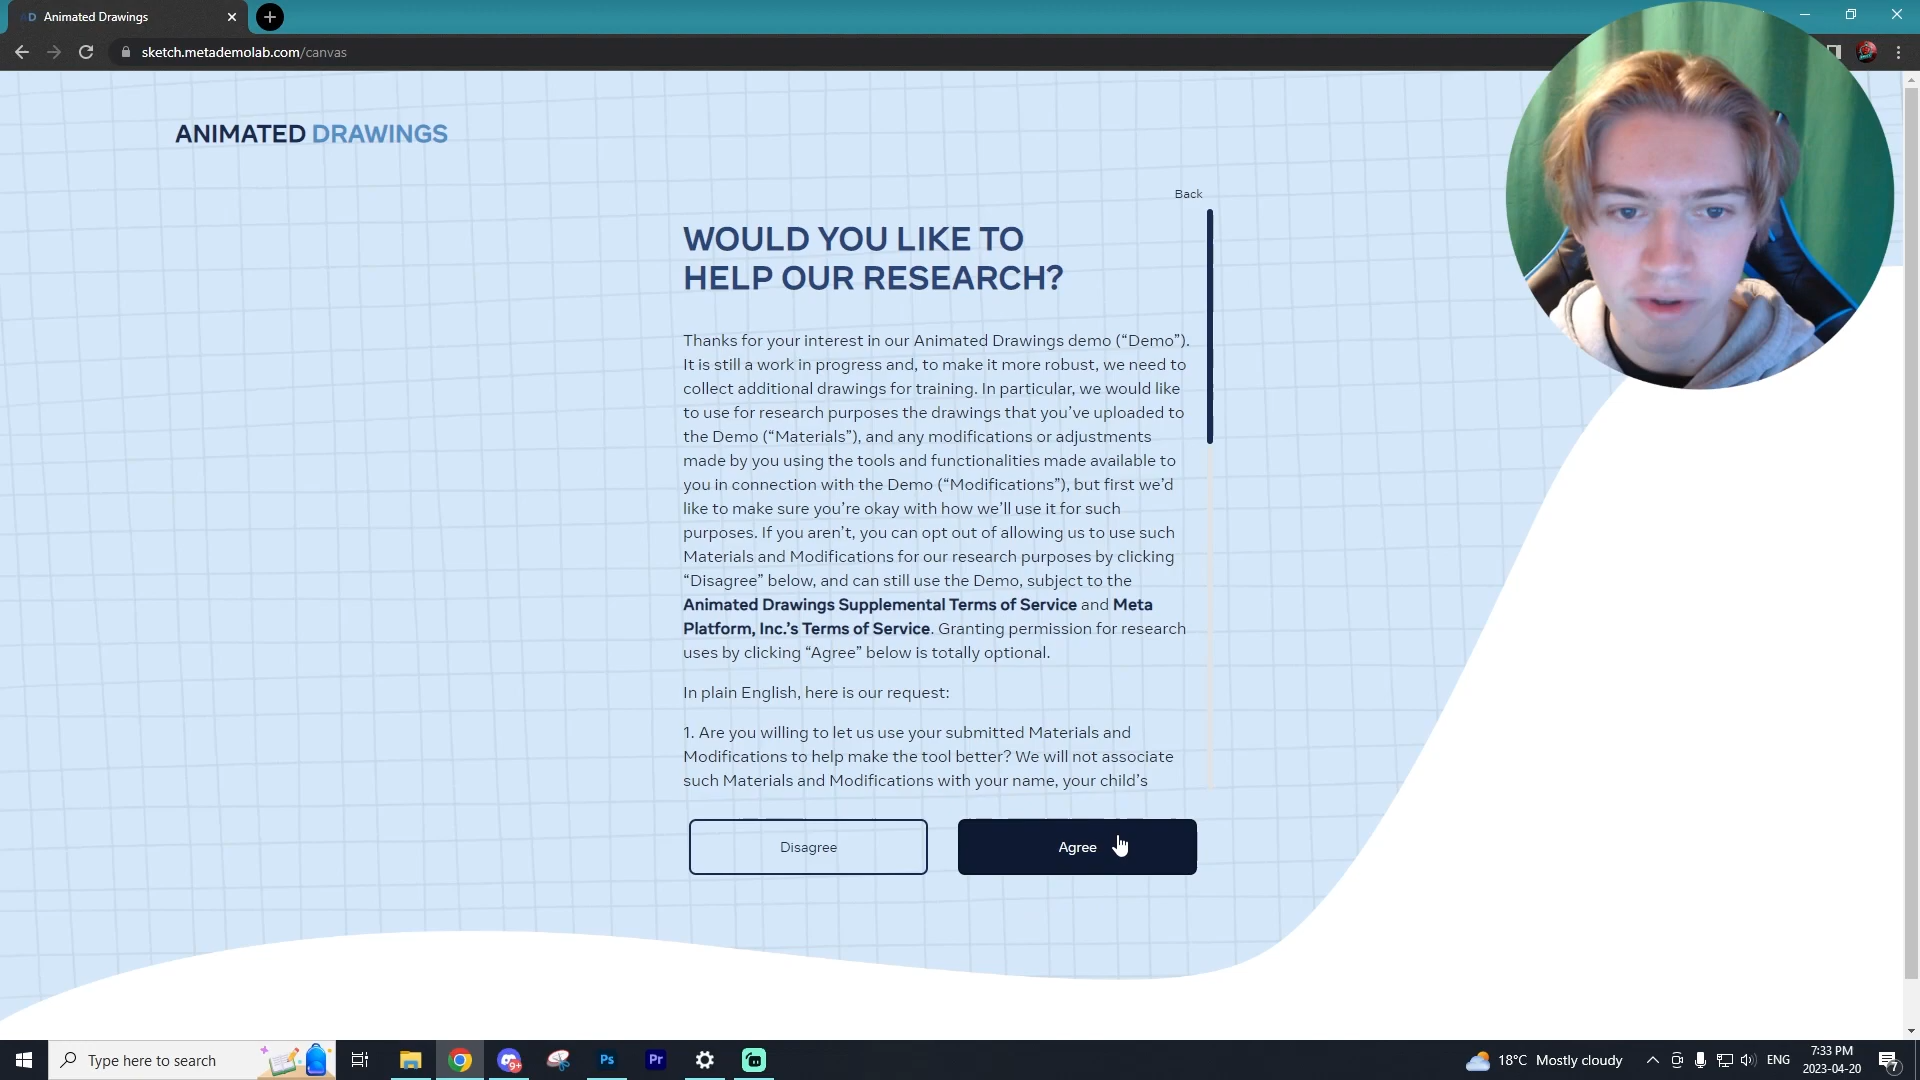 Animated Drawings
sketch.metademolab.com/canvas
ANIMATED DRAWINGS
Back
WOULD YOU LIKE TO
HELP OUR RESEARCH?
Thanks for your interest in our Animated Drawings demo (“Demo”).
It is still a work in progress and, to make it more robust, we need to
collect additional drawings for training. In particular, we would like
to use for research purposes the drawings that you’ve uploaded to
the Demo (“Materials”), and any modifications or adjustments
made by you using the tools and functionalities made available to
you in connection with the Demo (“Modifications”), but first we’d
like to make sure you’re okay with how we’ll use it for such
purposes. If you aren’t, you can opt out of allowing us to use such
Materials and Modifications for our research purposes by clicking
“Disagree” below, and can still use the Demo, subject to the
Animated Drawings Supplemental Terms of Service and Meta
Platform, Inc.’s Terms of Service. Granting permission for research
uses by clicking “Agree” below is totally optional.
In plain English, here is our request:
1. Are you willing to let us use your submitted Materials and
Modifications to help make the tool better? We will not associate
such Materials and Modifications with your name, your child’s
Disagree
Agree
Type here to search
9+
Ps
Pr
18°C Mostly cloudy
ENG
7:33 PM
2023-04-20
7